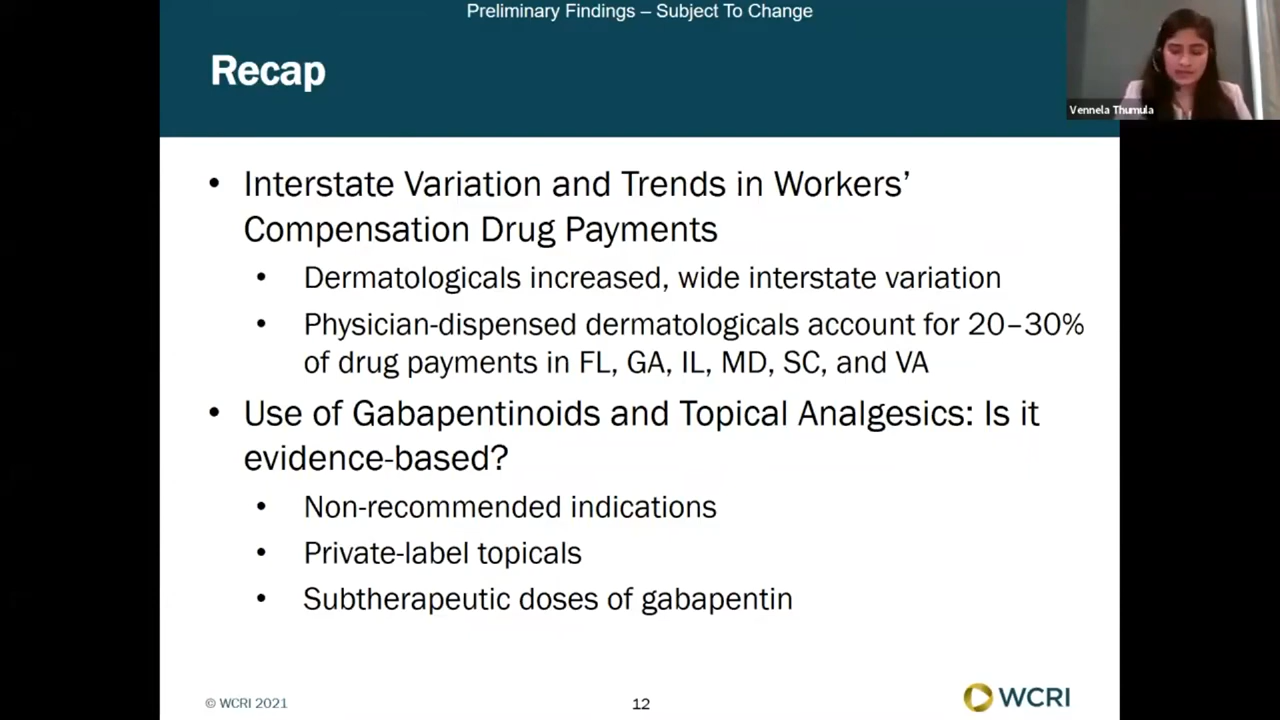 Preliminary Findings – Subject To Change
Recap
Vennela Thumula
• Interstate Variation and Trends in Workers’
Compensation Drug Payments
• Dermatologicals increased, wide interstate variation
• Physician-dispensed dermatologicals account for 20–30%
of drug payments in FL, GA, IL, MD, SC, and VA
• Use of Gabapentinoids and Topical Analgesics: Is it
evidence-based?
• Non-recommended indications
• Private-label topicals
• Subtherapeutic doses of gabapentin
© WCRI 2021
12
WCRI